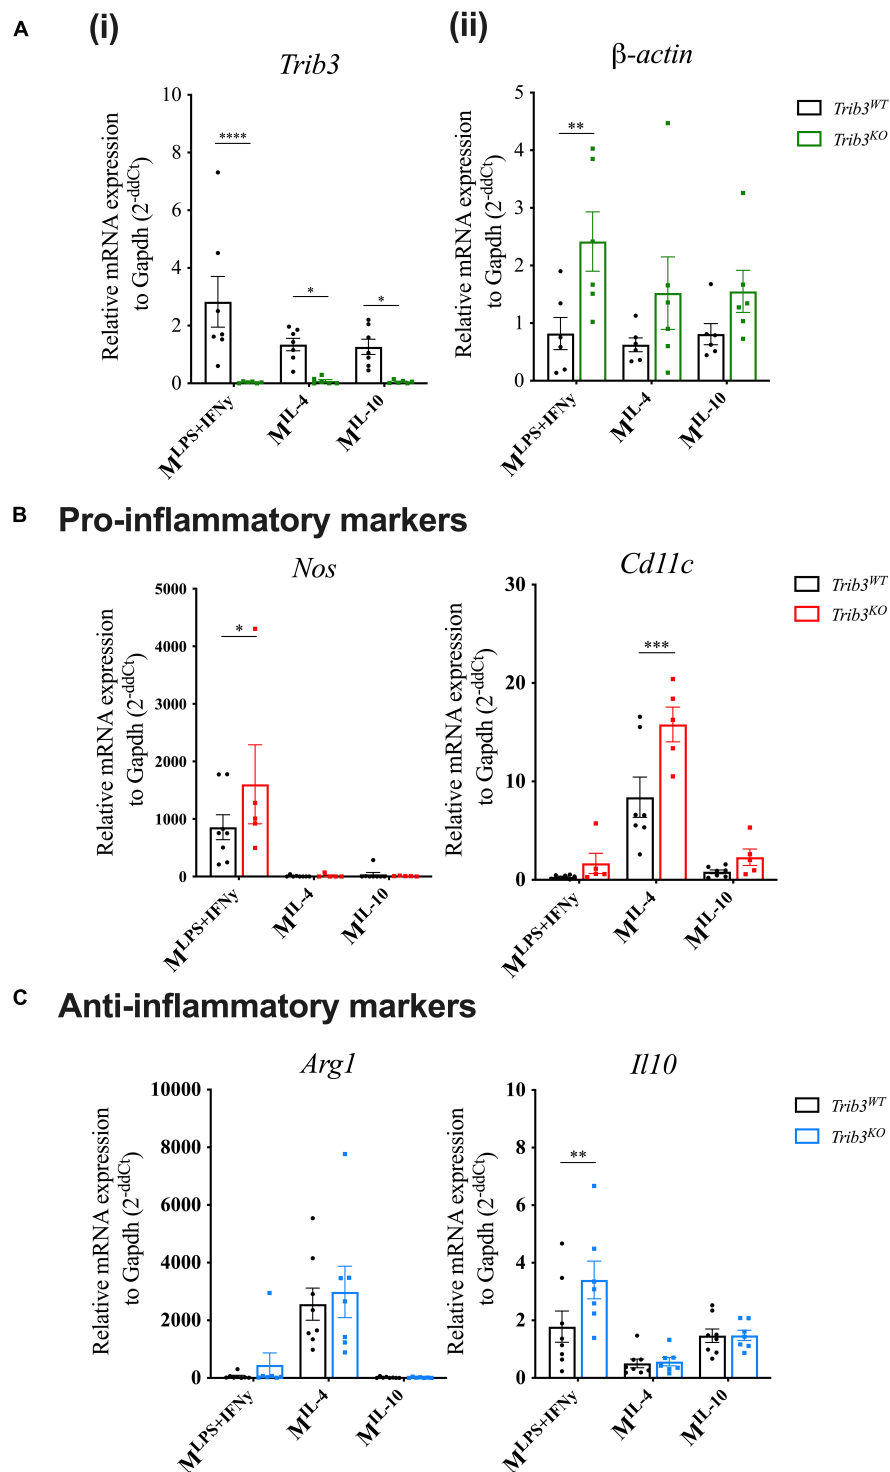 A (i) (ii)
Trib3
Relative mRNA expression
to Gapdh (2-ddCt)
10
8
6
4
2
0
****
*
*
MLPS+IFNy
MIL-4
MIL-10
β-actin
Relative mRNA expression
to Gapdh (2-ddCt)
5
4
3
2
1
0
**
MLPS+IFNy
MIL-4
MIL-10
Trib3WT
Trib3KO
B Pro-inflammatory markers
Nos
Relative mRNA expression
to Gapdh (2-ddCt)
5000
4000
3000
2000
1000
0
*
MLPS+IFNy
MIL-4
MIL-10
Cd11c
Relative mRNA expression
to Gapdh (2-ddCt)
30
20
10
0
***
MLPS+IFNy
MIL-4
MIL-10
Trib3WT
Trib3KO
C Anti-inflammatory markers
Arg1
Relative mRNA expression
to Gapdh (2-ddCt)
10000
8000
6000
4000
2000
0
MLPS+IFNy
MIL-4
MIL-10
Il10
Relative mRNA expression
to Gapdh (2-ddCt)
10
8
6
4
2
0
**
MLPS+IFNy
MIL-4
MIL-10
Trib3WT
Trib3KO